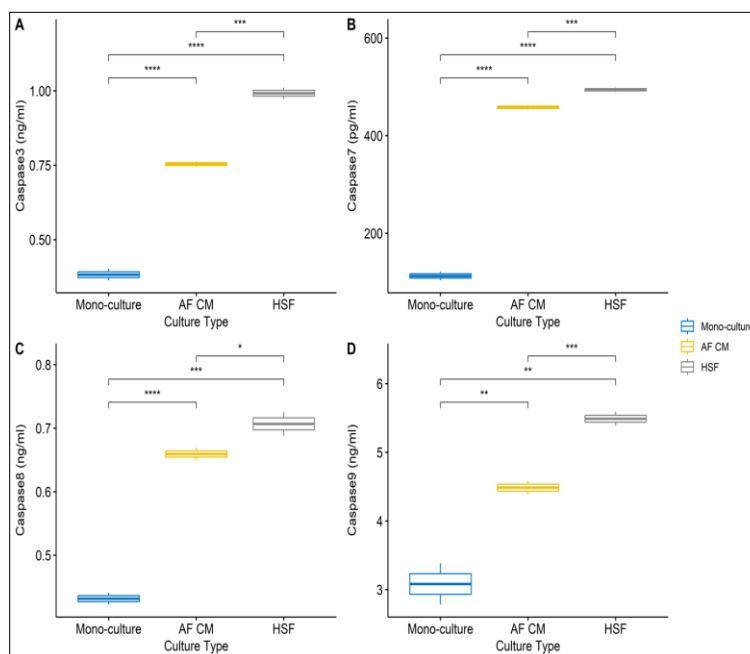 A
***
****
****
1.00
0.75
0.50
Caspase3 (ng/ml)
Mono-culture AF CM HSF
Culture Type
B
***
****
****
600
400
200
Caspase7 (pg/ml)
Mono-culture AF CM HSF
Culture Type
Mono-culture
AF CM
HSF
C
*
***
****
0.8
0.7
0.6
0.5
Caspase8 (ng/ml)
Mono-culture AF CM HSF
Culture Type
D
***
**
**
6
5
4
3
Caspase9 (ng/ml)
Mono-culture AF CM HSF
Culture Type